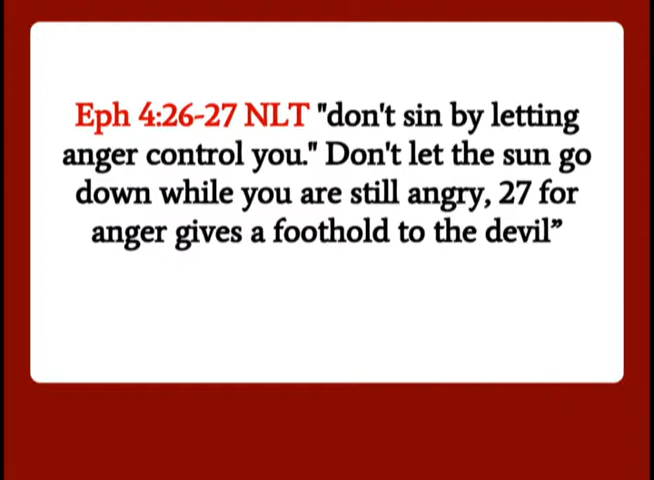 Eph 4:26-27 NLT "don't sin by letting
anger control you." Don't let the sun go
down while you are still angry, 27 for
anger gives a foothold to the devil”